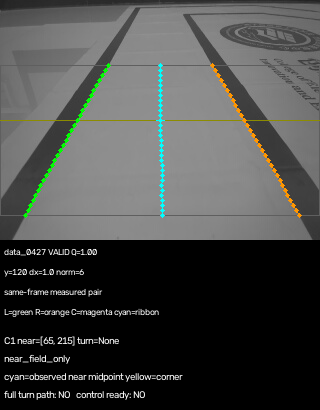 data_0427 VALID Q=1.00
y=120 dx=1.0 norm=6
same-frame measured pair
L=green R=orange C=magenta cyan=ribbon
C1 near=[65, 215] turn=None
near_field_only
cyan=observed near midpoint yellow=corner
full turn path: NO control ready: NO